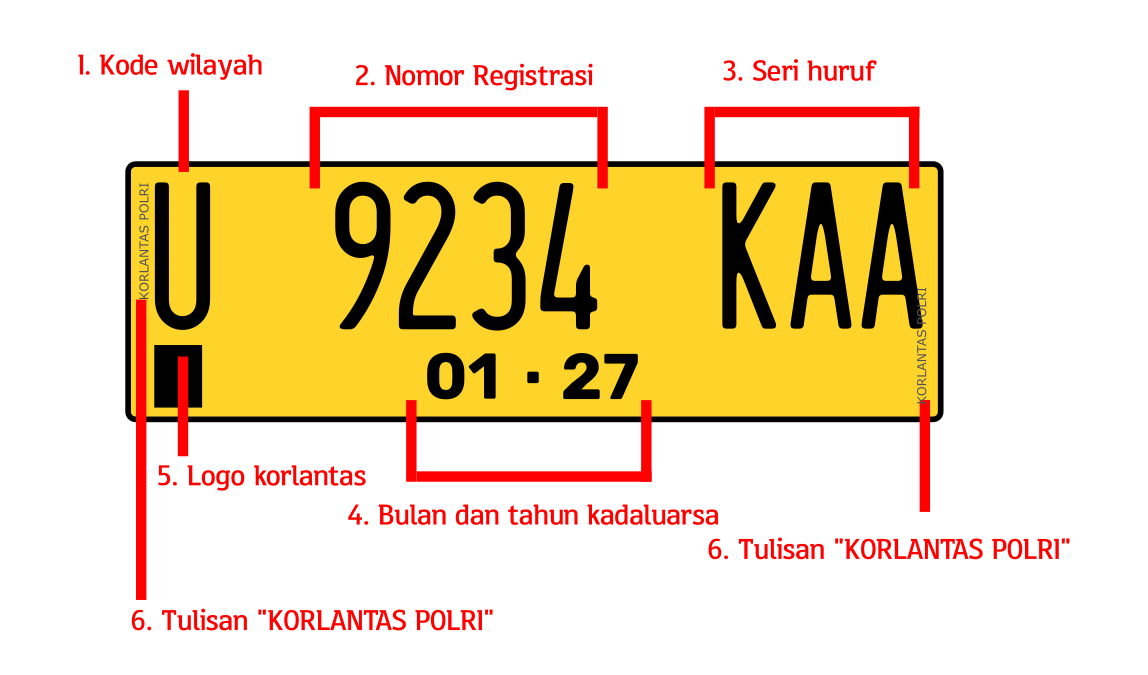 1. Kode wilayah
2. Nomor Registrasi
3. Seri huruf
KORLANTAS POLRI
U 9234 KAA
KORLANTAS POLRI
01 · 27
5. Logo korlantas
4. Bulan dan tahun kadaluarsa
6. Tulisan "KORLANTAS POLRI"
6. Tulisan "KORLANTAS POLRI"